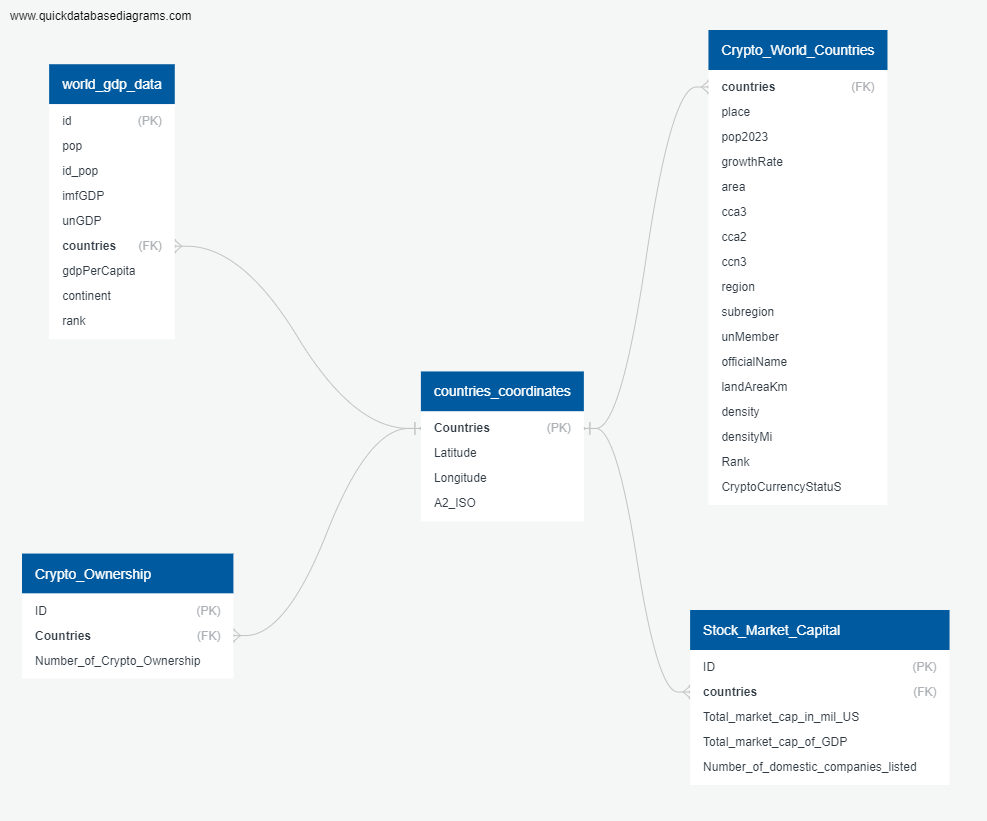 www.quickdatabasediagrams.com
world_gdp_data
id (PK)
pop
id_pop
imfGDP
unGDP
countries (FK)
gdpPerCapita
continent
rank
Crypto_World_Countries
countries (FK)
place
pop2023
growthRate
area
cca3
cca2
ccn3
region
subregion
unMember
officialName
landAreaKm
density
densityMi
Rank
CryptoCurrencyStatuS
countries_coordinates
Countries (PK)
Latitude
Longitude
A2_ISO
Crypto_Ownership
ID (PK)
Countries (FK)
Number_of_Crypto_Ownership
Stock_Market_Capital
ID (PK)
countries (FK)
Total_market_cap_in_mil_US
Total_market_cap_of_GDP
Number_of_domestic_companies_listed